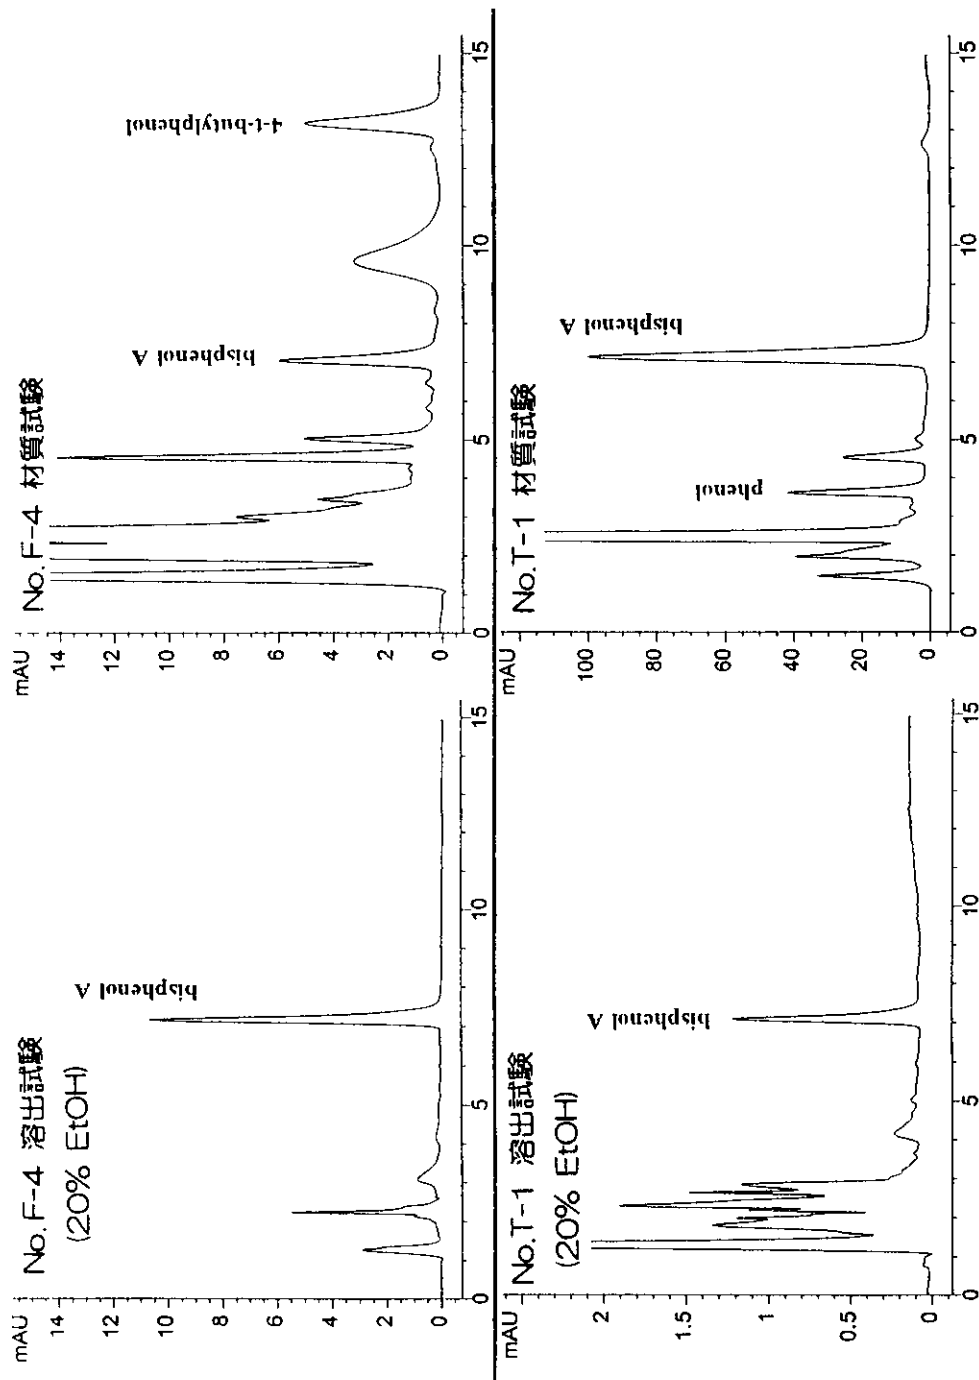 No. F-4 溶出試験
(20% EtOH)
mAU
14
12
10
8
6
4
2
0
bisphenol A
0
5
10
15
No. F-4 材質試験
mAU
14
12
10
8
6
4
2
0
bisphenol A
4-t-butylphenol
0
5
10
15
No. T-1 溶出試験
(20% EtOH)
mAU
2
1.5
1
0.5
0
bisphenol A
0
5
10
15
No. T-1 材質試験
mAU
100
80
60
40
20
0
phenol
bisphenol A
0
5
10
15